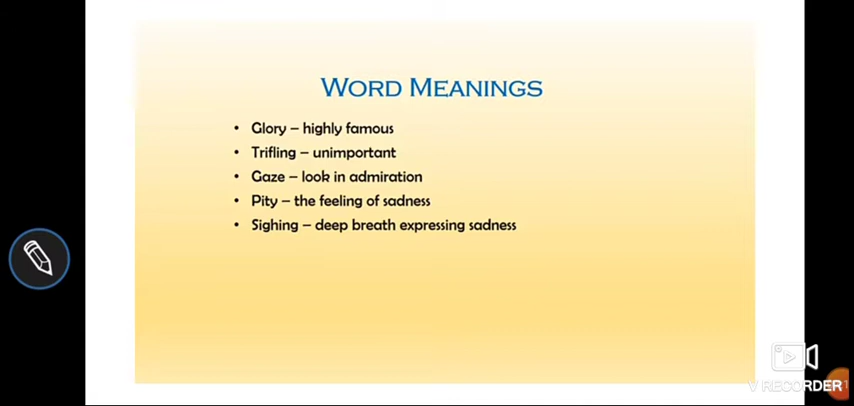 WORD MEANINGS
• Glory – highly famous
• Trifling – unimportant
• Gaze – look in admiration
• Pity – the feeling of sadness
• Sighing – deep breath expressing sadness
V RECORDER